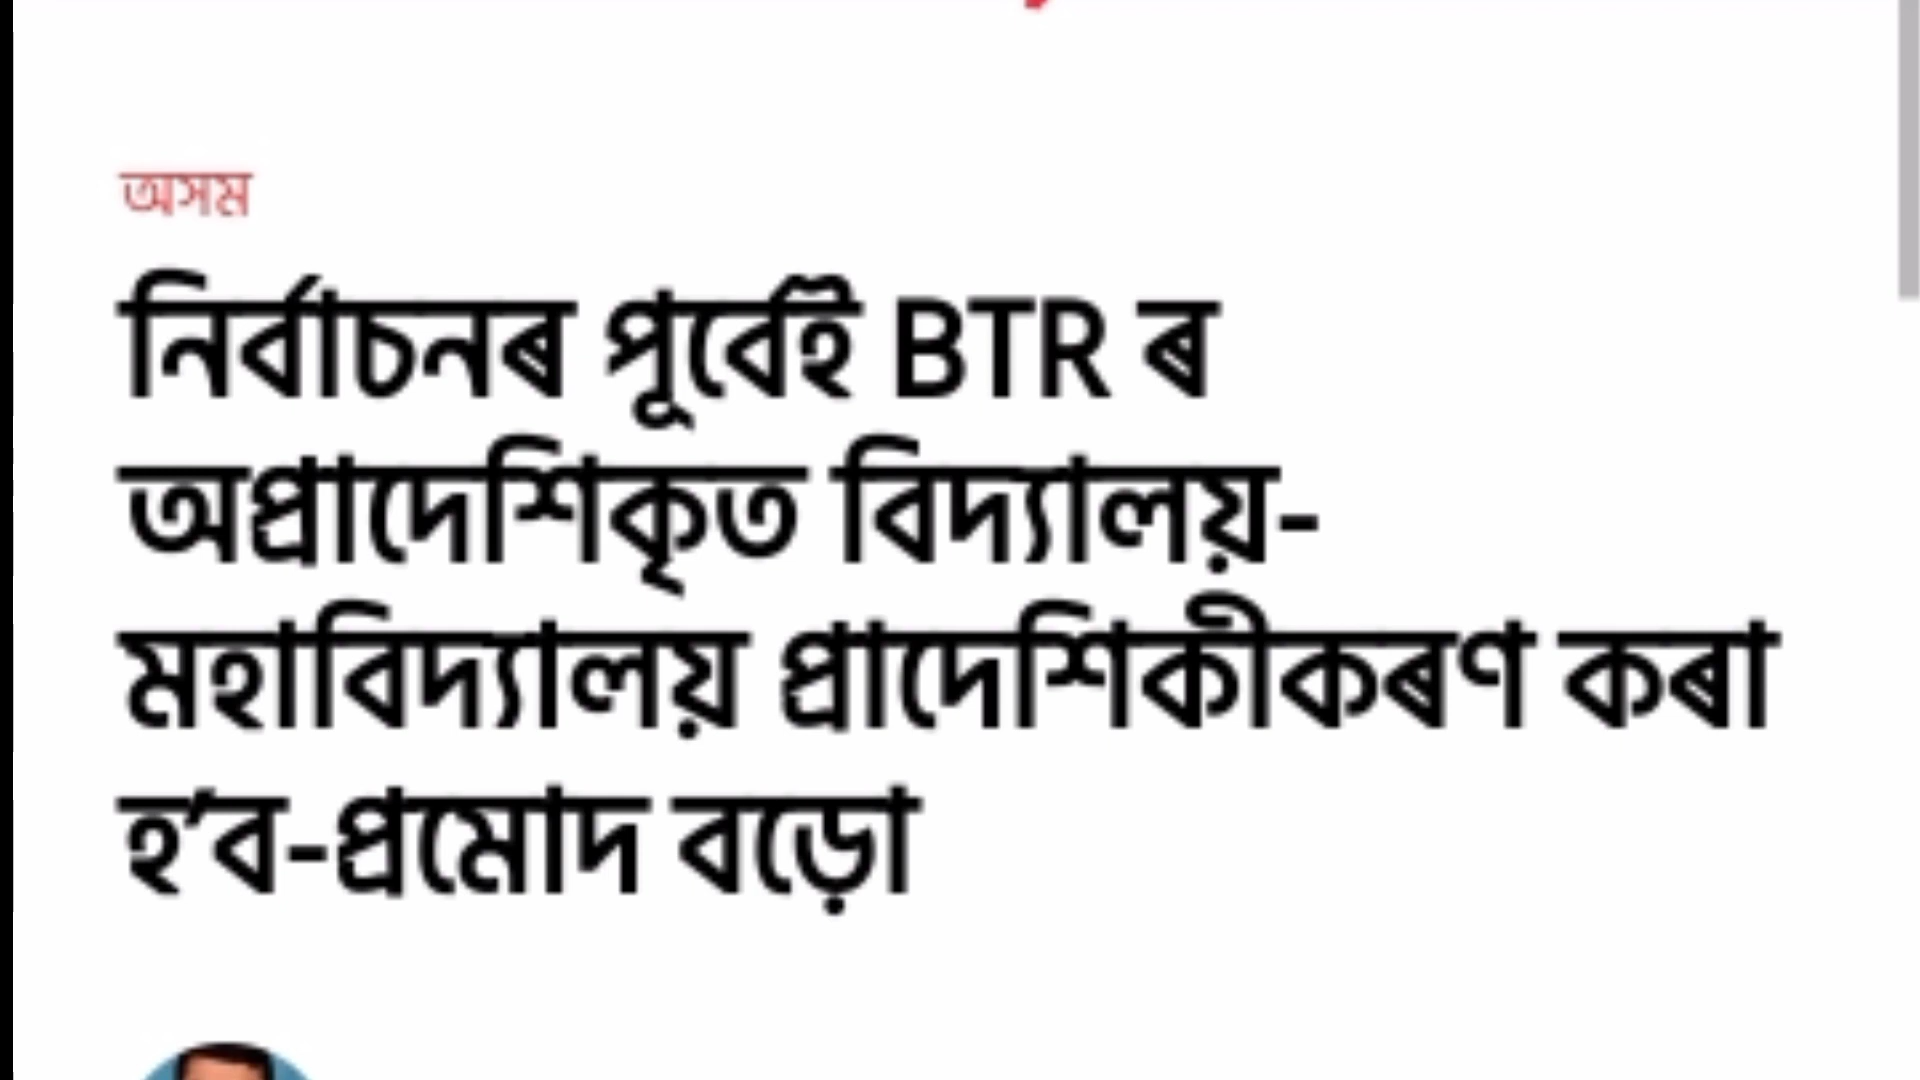 অসম
নিৰ্বাচনৰ পূৰ্বেই BTR ৰ
অপ্ৰাদেশিকৃত বিদ্যালয়-
মহাবিদ্যালয় প্ৰাদেশিকীকৰণ কৰা
হ’ব-প্ৰমোদ বড়ো